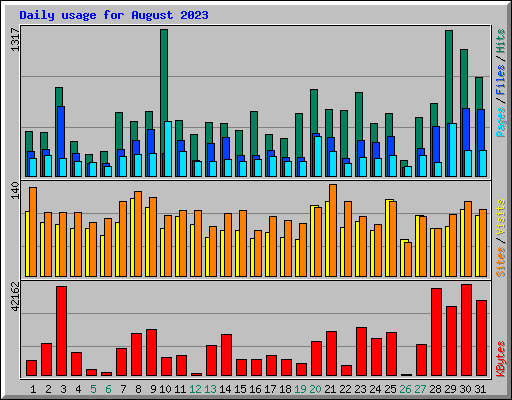 Daily usage for August 2023
1317
Pages / Files / Hits
140
Sites / Visits
42162
KBytes
1 2 3 4 5 6 7 8 9 10 11 12 13 14 15 16 17 18 19 20 21 22 23 24 25 26 27 28 29 30 31